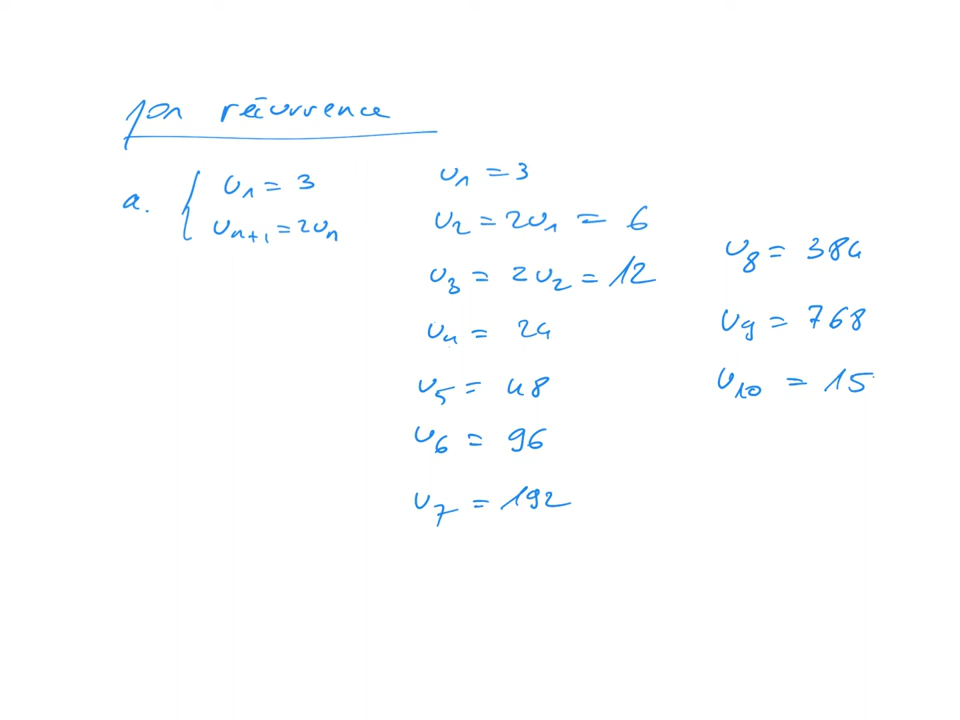 par récurrence
a. { u₁ = 3
uₙ₊₁ = 2uₙ
u₁ = 3
u₂ = 2u₁ = 6
u₃ = 2u₂ = 12
u₄ = 24
u₅ = 48
u₆ = 96
u₇ = 192
u₈ = 384
u₉ = 768
u₁₀ = 15